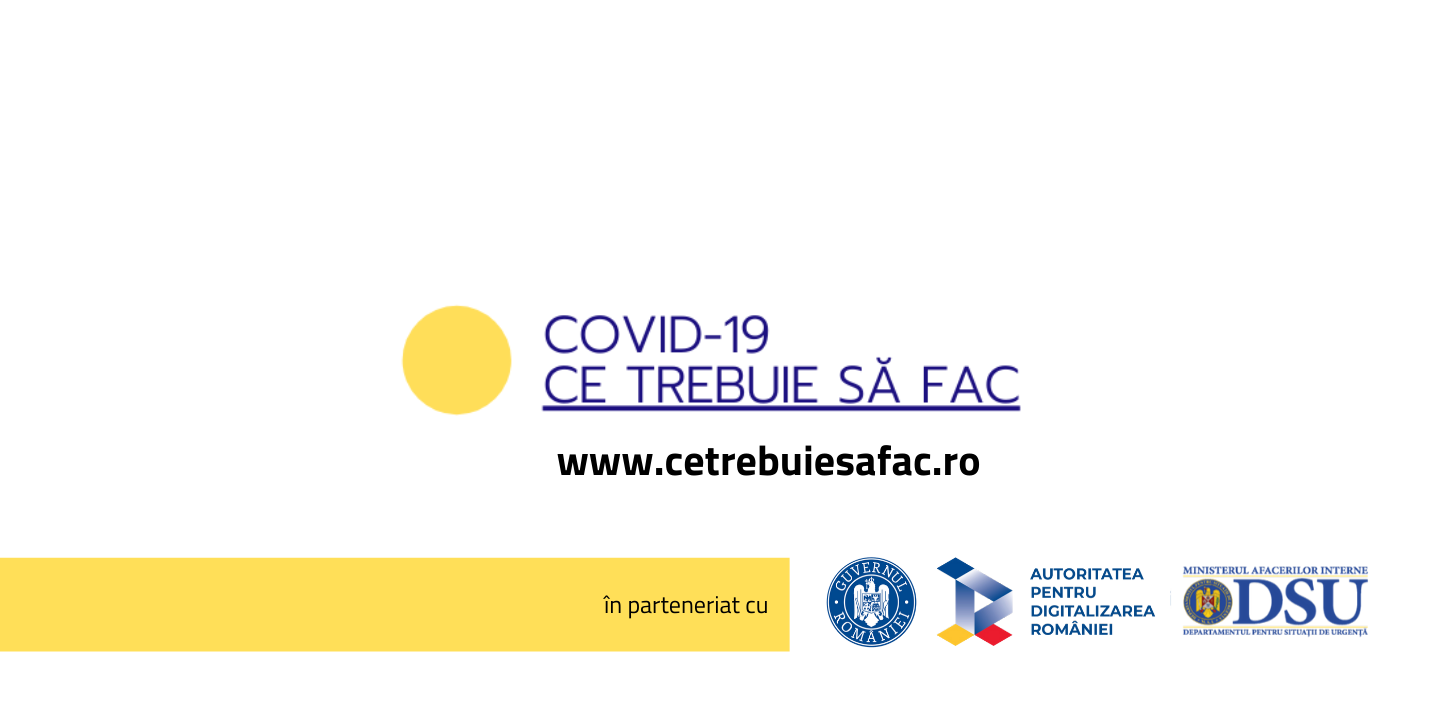 COVID-19
CE TREBUIE SĂ FAC
www.cetrebuiesafac.ro
în parteneriat cu
GUVERNUL
ROMÂNIEI
AUTORITATEA
PENTRU
DIGITALIZAREA
ROMÂNIEI
MINISTERUL AFACERILOR INTERNE
DSU
DEPARTAMENTUL PENTRU SITUAȚII DE URGENȚĂ